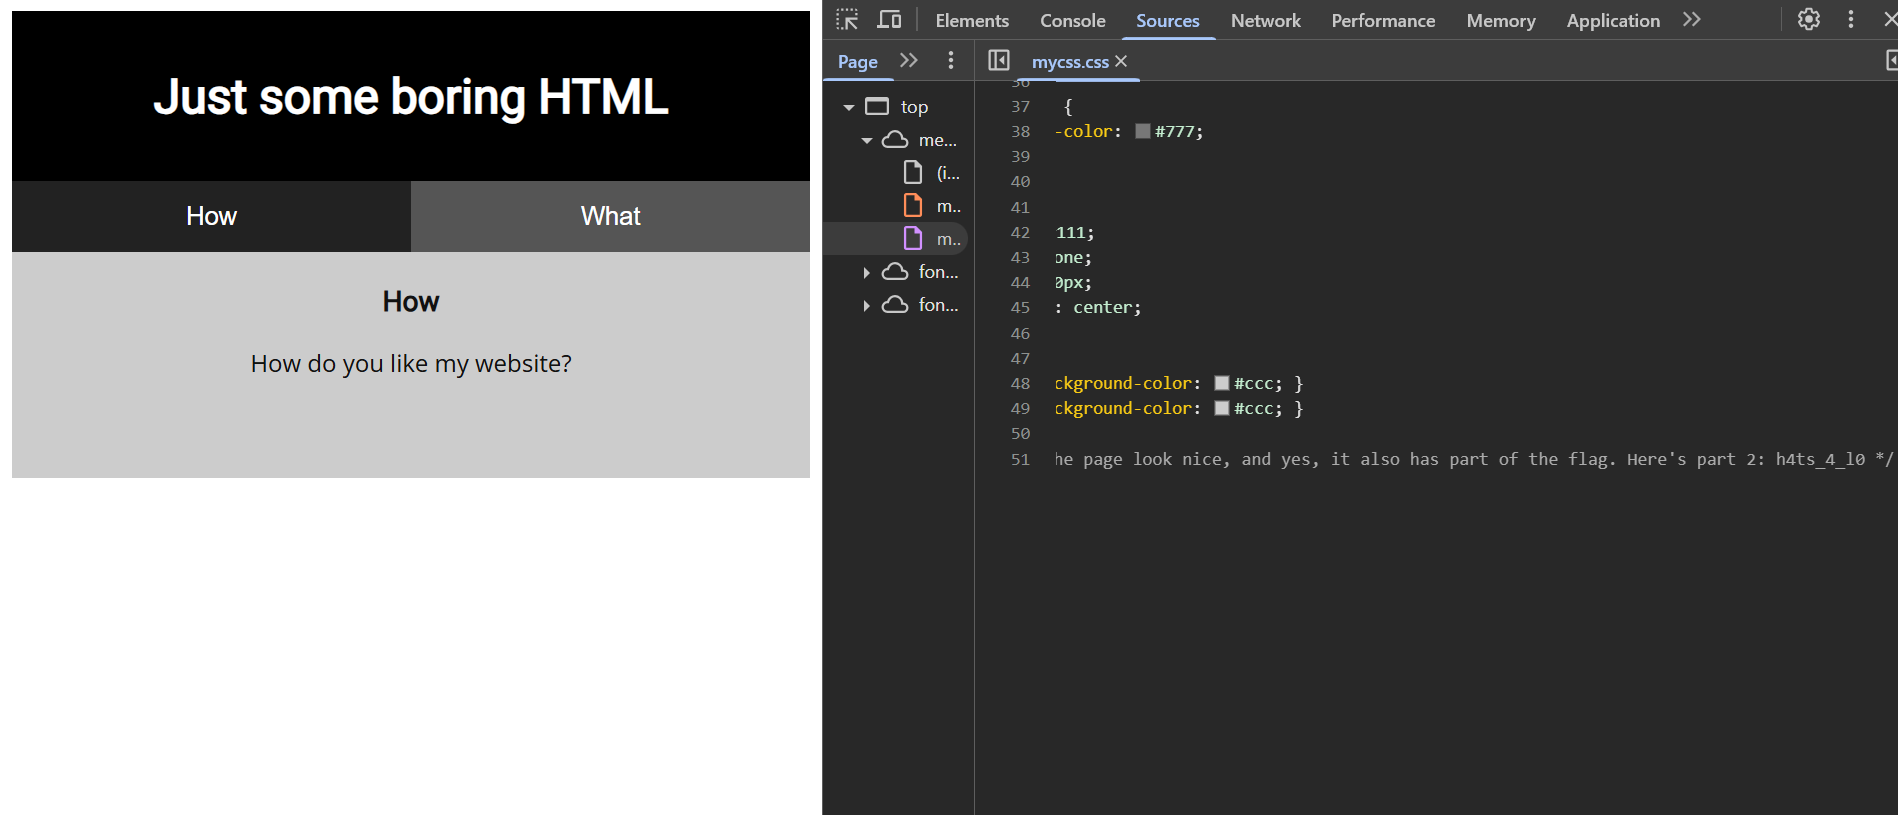 Just some boring HTML
How
What
How
How do you like my website?
Elements Console Sources Network Performance Memory Application
Page
mycss.css
top
me...
(i...
m..
m..
fon...
fon...
36
37 {
38 -color: #777;
39
40
41
42 111;
43 one;
44 0px;
45 : center;
46
47
48 ckground-color: #ccc; }
49 ckground-color: #ccc; }
50
51 he page look nice, and yes, it also has part of the flag. Here's part 2: h4ts_4_l0 */